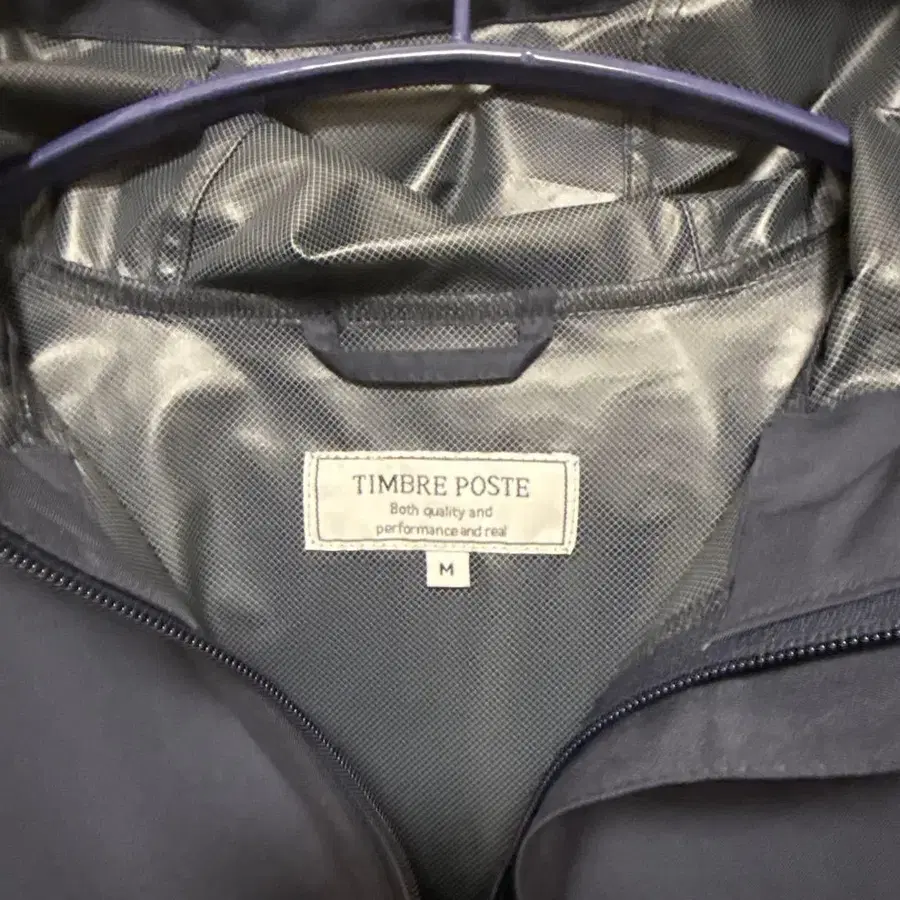 TIMBRE POSTE
Both quality and
performance and real
M